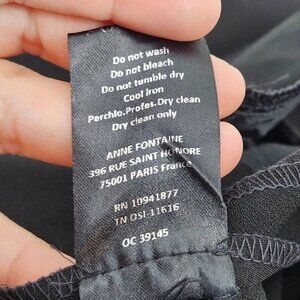 Do not wash
Do not bleach
Do not tumble dry
Cool iron
Perchlo.Profes.Dry clean
Dry clean only
ANNE FONTAINE
396 RUE SAINT HONORE
75001 PARIS France
RN 10941877
TN DSI-11616
OC 39145